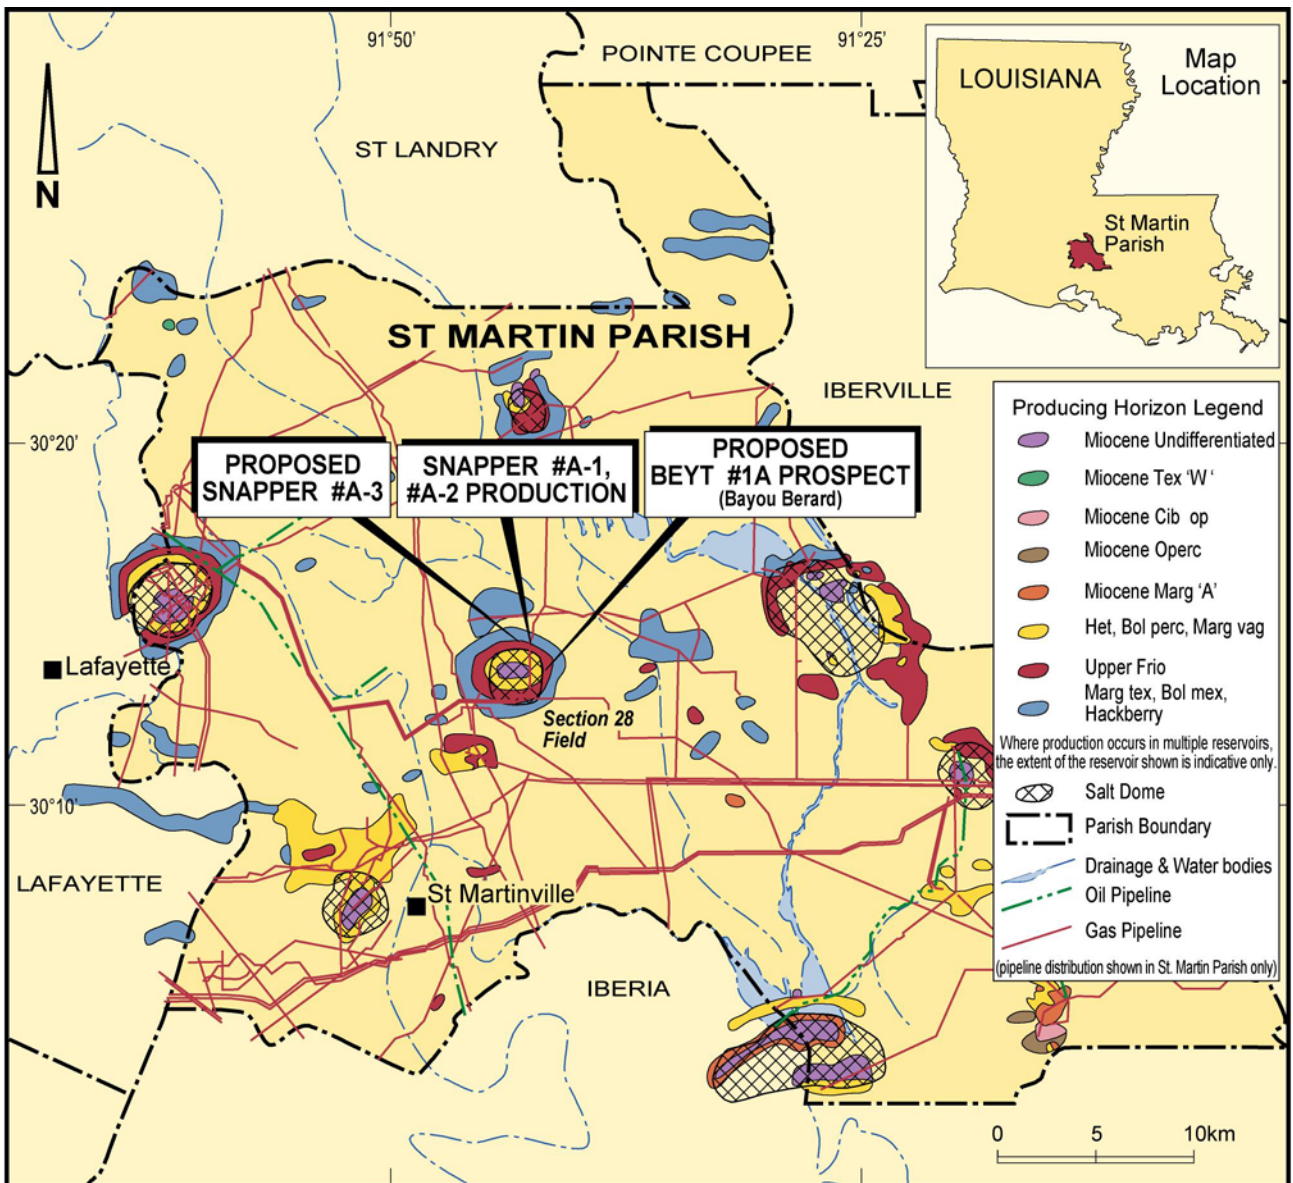 91°50'
91°25'
POINTE COUPEE
ST LANDRY
N
LOUISIANA
Map
Location
St Martin
Parish
ST MARTIN PARISH
IBERVILLE
30°20'
PROPOSED
SNAPPER #A-3
SNAPPER #A-1,
#A-2 PRODUCTION
PROPOSED
BEYT #1A PROSPECT
(Bayou Berard)
Lafayette
Section 28
Field
30°10'
LAFAYETTE
St Martinville
IBERIA
Producing Horizon Legend
Miocene Undifferentiated
Miocene Tex 'W '
Miocene Cib op
Miocene Operc
Miocene Marg 'A'
Het, Bol perc, Marg vag
Upper Frio
Marg tex, Bol mex,
Hackberry
Where production occurs in multiple reservoirs,
the extent of the reservoir shown is indicative only.
Salt Dome
Parish Boundary
Drainage & Water bodies
Oil Pipeline
Gas Pipeline
(pipeline distribution shown in St. Martin Parish only)
0 5 10km